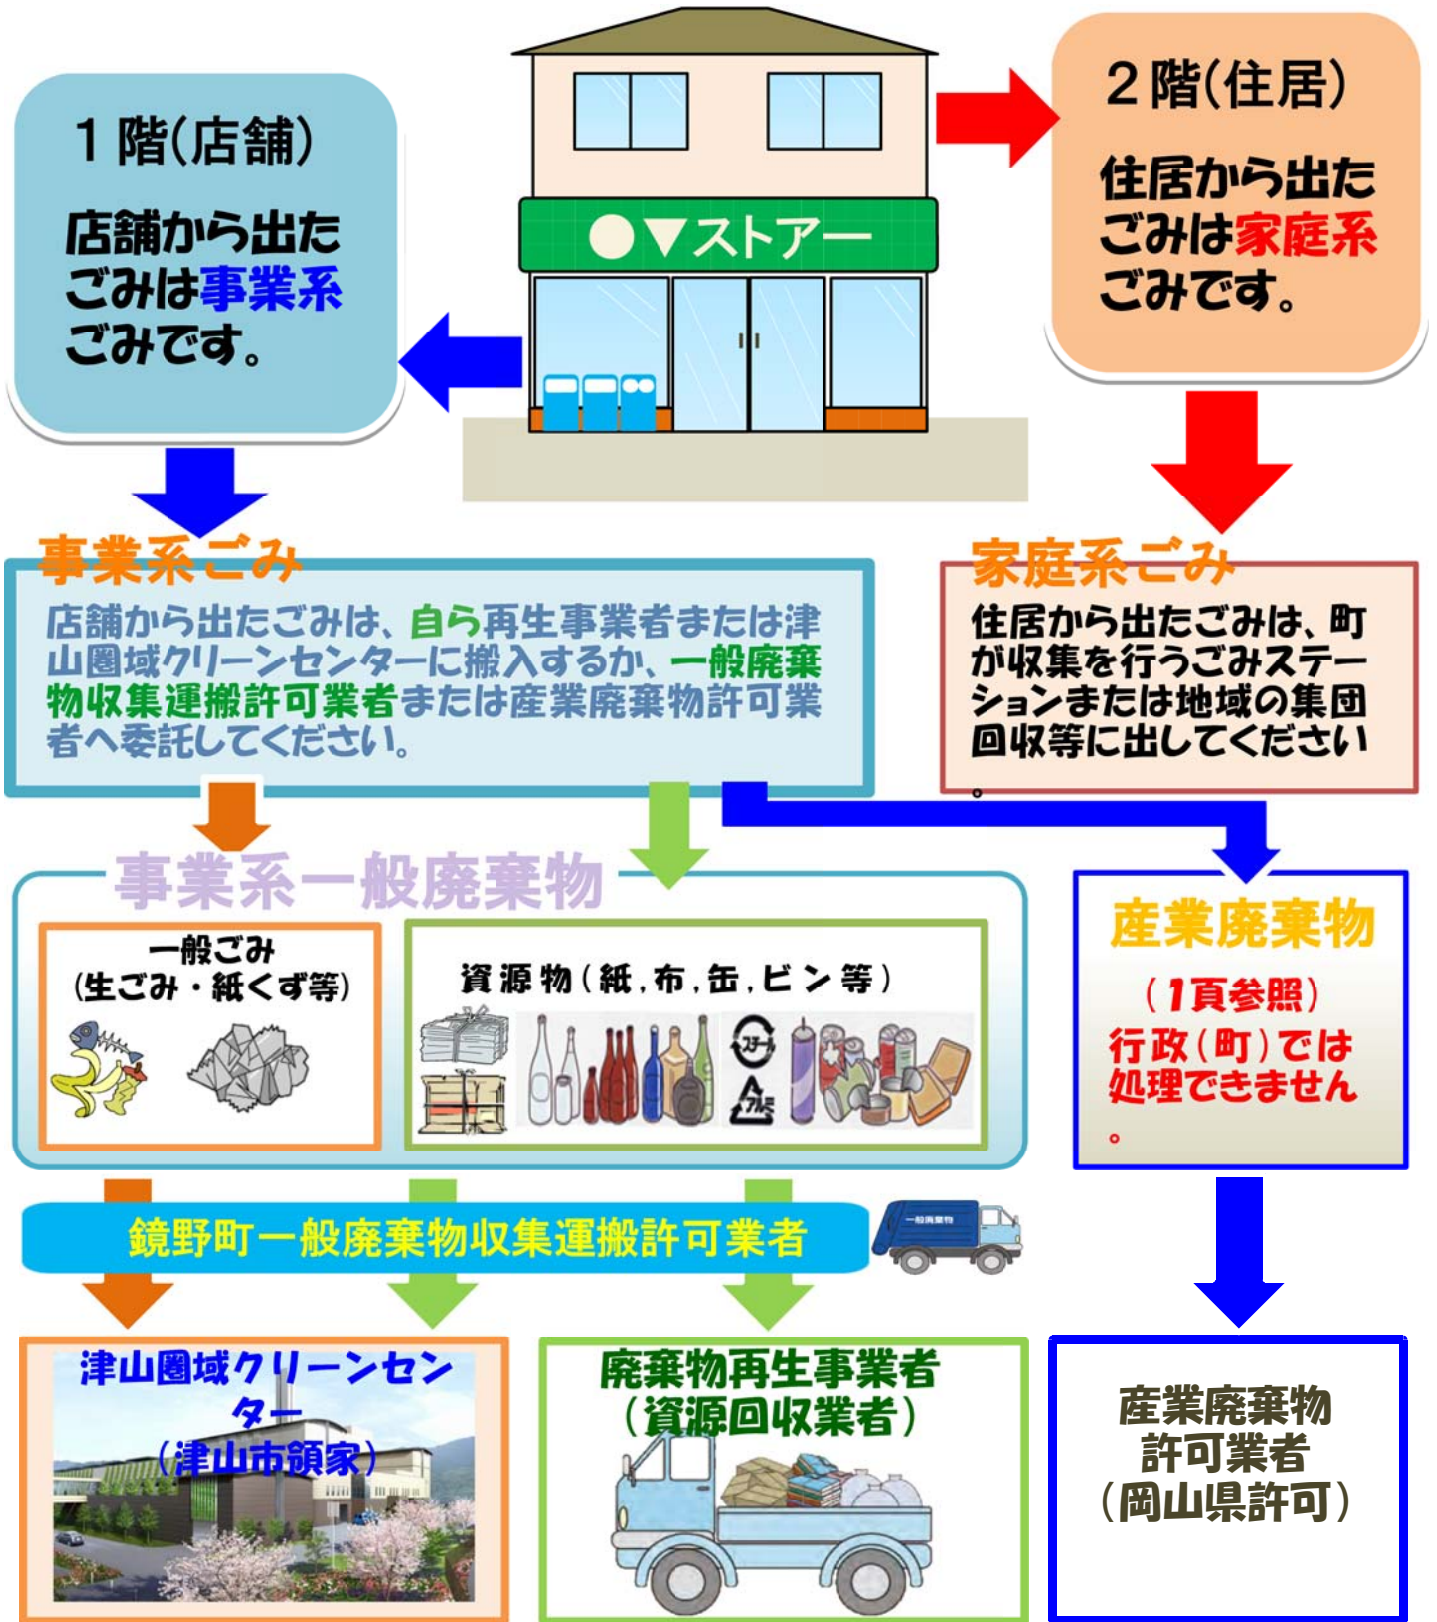 1階(店舗)
店舗から出た
ごみは事業系
ごみです。
●▼ストアー
2階(住居)
住居から出た
ごみは家庭系
ごみです。
事業系ごみ
店舗から出たごみは、自ら再生事業者または津
山圏域クリーンセンターに搬入するか、一般廃棄
物収集運搬許可業者または産業廃棄物許可業
者へ委託してください。
家庭系ごみ
住居から出たごみは、町
が収集を行うごみステー
ションまたは地域の集団
回収等に出してください
。
事業系一般廃棄物
一般ごみ
(生ごみ・紙くず等)
資源物(紙,布,缶,ビン等)
スチール
アルミ
産業廃棄物
(1頁参照)
行政(町)では
処理できません
。
鏡野町一般廃棄物収集運搬許可業者
一般廃棄物
津山圏域クリーンセン
ター
(津山市領家)
廃棄物再生事業者
(資源回収業者)
産業廃棄物
許可業者
(岡山県許可)